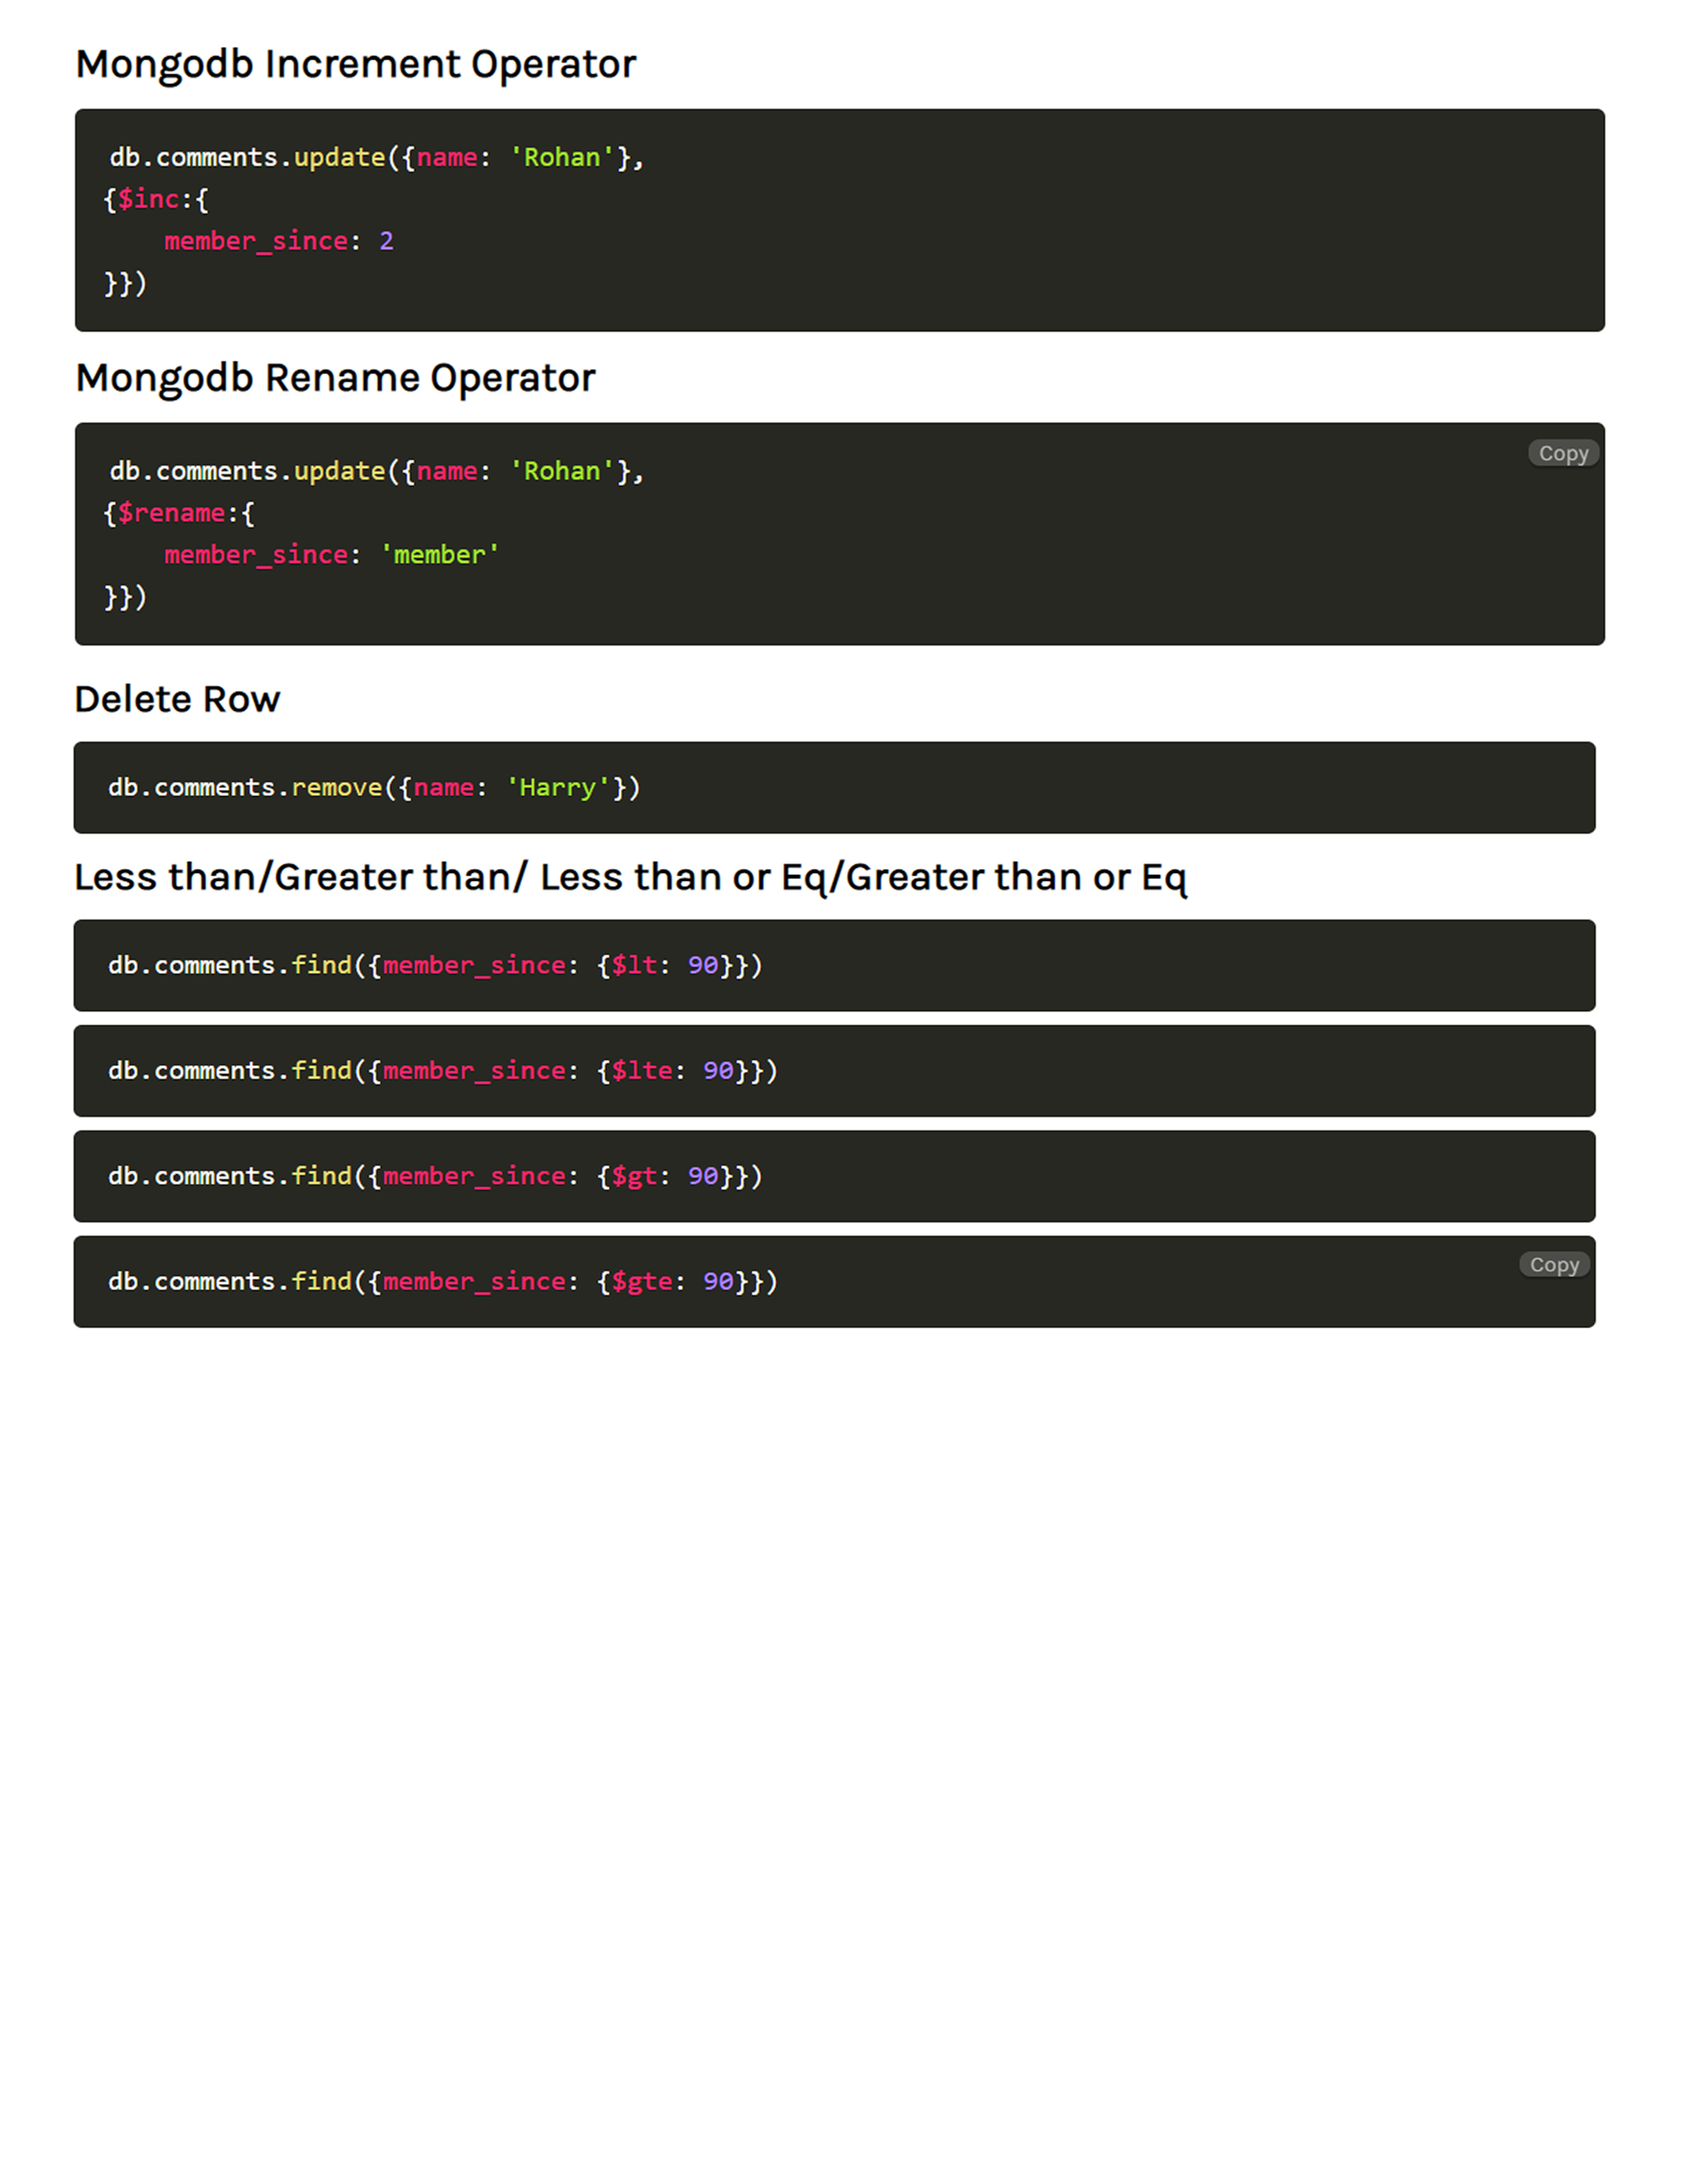 Mongodb Increment Operator
db.comments.update({name: 'Rohan'},
{$inc:{
    member_since: 2
}})
Mongodb Rename Operator
Copy
db.comments.update({name: 'Rohan'},
{$rename:{
    member_since: 'member'
}})
Delete Row
db.comments.remove({name: 'Harry'})
Less than/Greater than/ Less than or Eq/Greater than or Eq
db.comments.find({member_since: {$lt: 90}})
db.comments.find({member_since: {$lte: 90}})
db.comments.find({member_since: {$gt: 90}})
Copy
db.comments.find({member_since: {$gte: 90}})